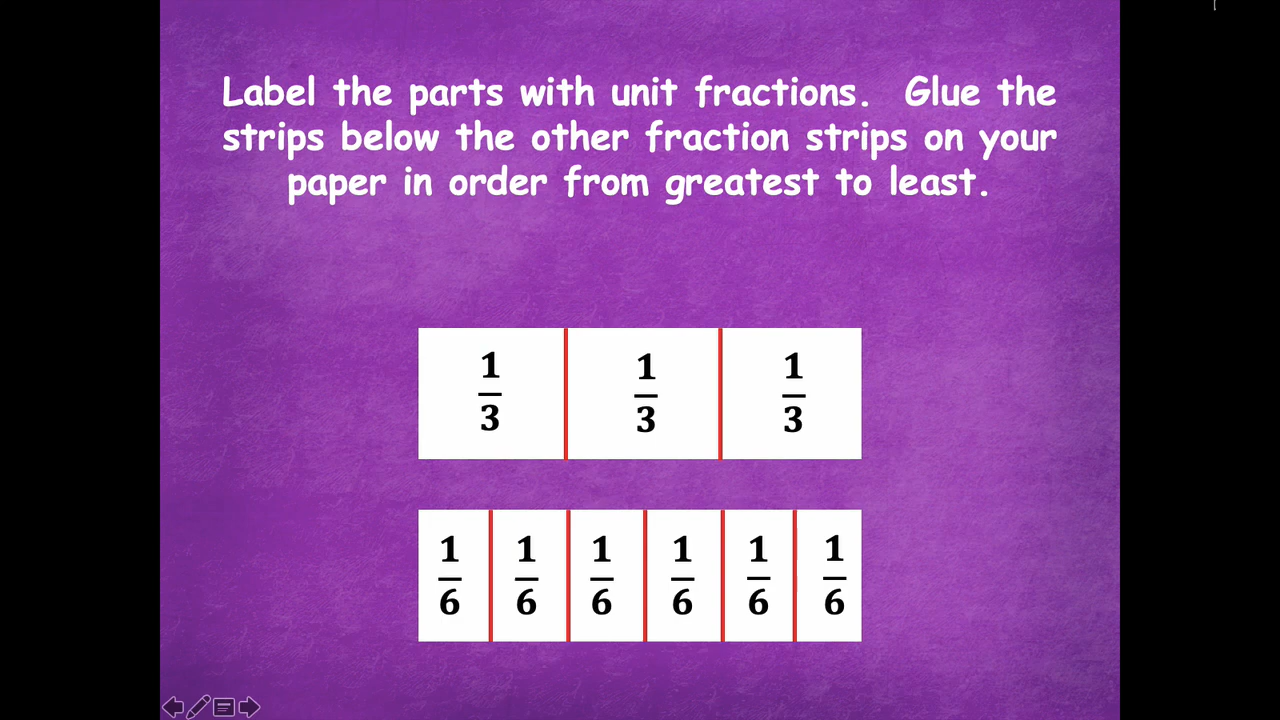 Label the parts with unit fractions. Glue the
strips below the other fraction strips on your
paper in order from greatest to least.
1/3 1/3 1/3
1/6 1/6 1/6 1/6 1/6 1/6